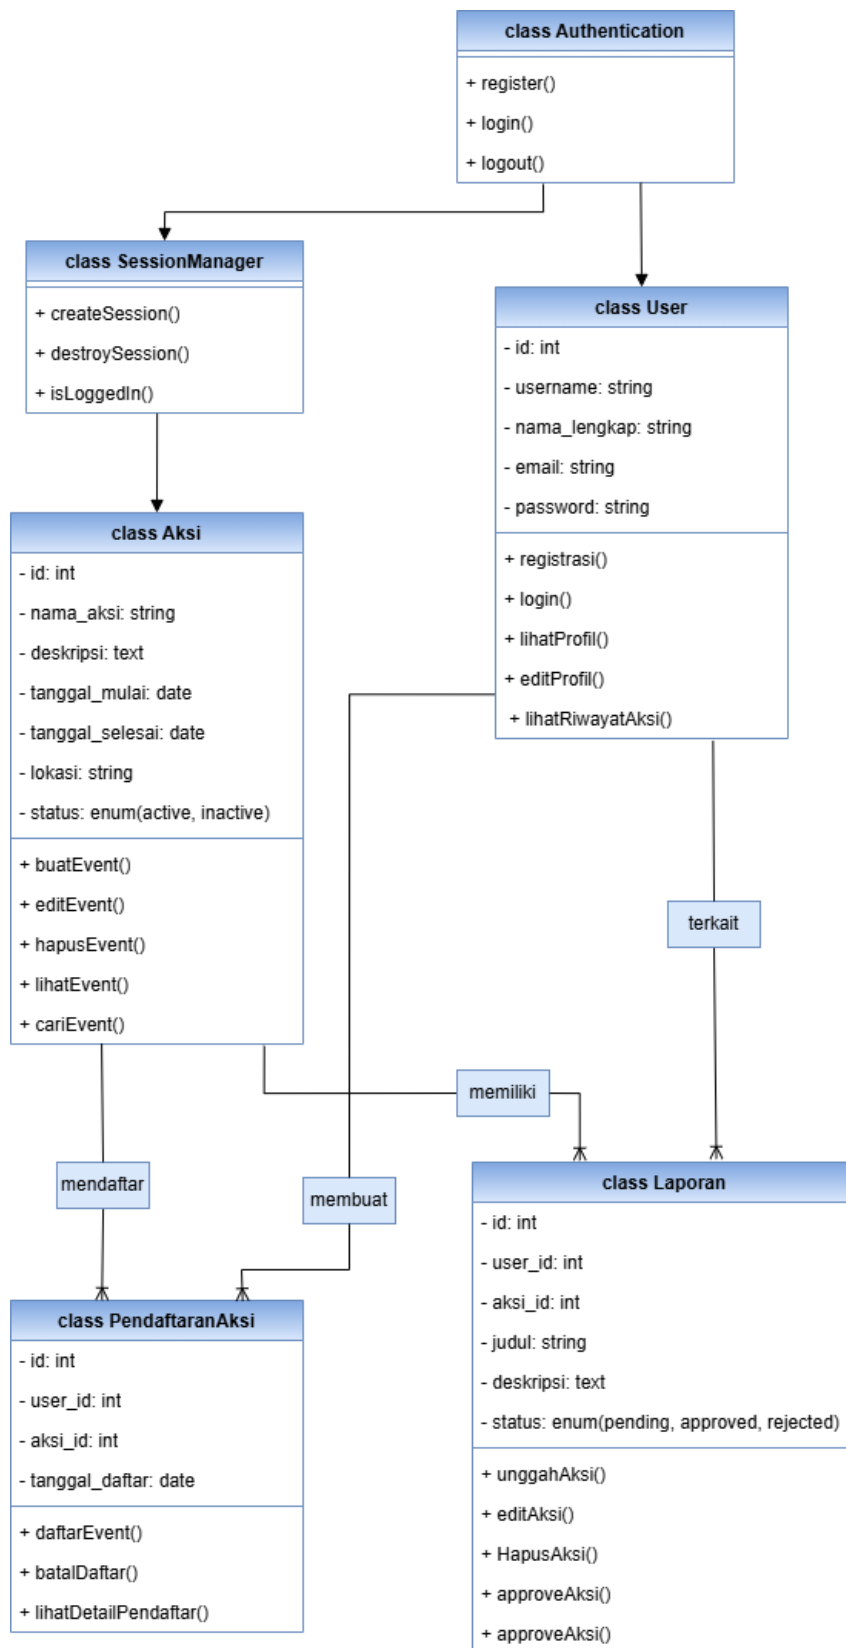 class Authentication
+ register()
+ login()
+ logout()
class SessionManager
+ createSession()
+ destroySession()
+ isLoggedIn()
class User
- id: int
- username: string
- nama_lengkap: string
- email: string
- password: string
+ registrasi()
+ login()
+ lihatProfil()
+ editProfil()
+ lihatRiwayatAksi()
class Aksi
- id: int
- nama_aksi: string
- deskripsi: text
- tanggal_mulai: date
- tanggal_selesai: date
- lokasi: string
- status: enum(active, inactive)
+ buatEvent()
+ editEvent()
+ hapusEvent()
+ lihatEvent()
+ cariEvent()
terkait
memiliki
mendaftar
membuat
class Laporan
- id: int
- user_id: int
- aksi_id: int
- judul: string
- deskripsi: text
- status: enum(pending, approved, rejected)
+ unggahAksi()
+ editAksi()
+ HapusAksi()
+ approveAksi()
+ approveAksi()
class PendaftaranAksi
- id: int
- user_id: int
- aksi_id: int
- tanggal_daftar: date
+ daftarEvent()
+ batalDaftar()
+ lihatDetailPendaftar()